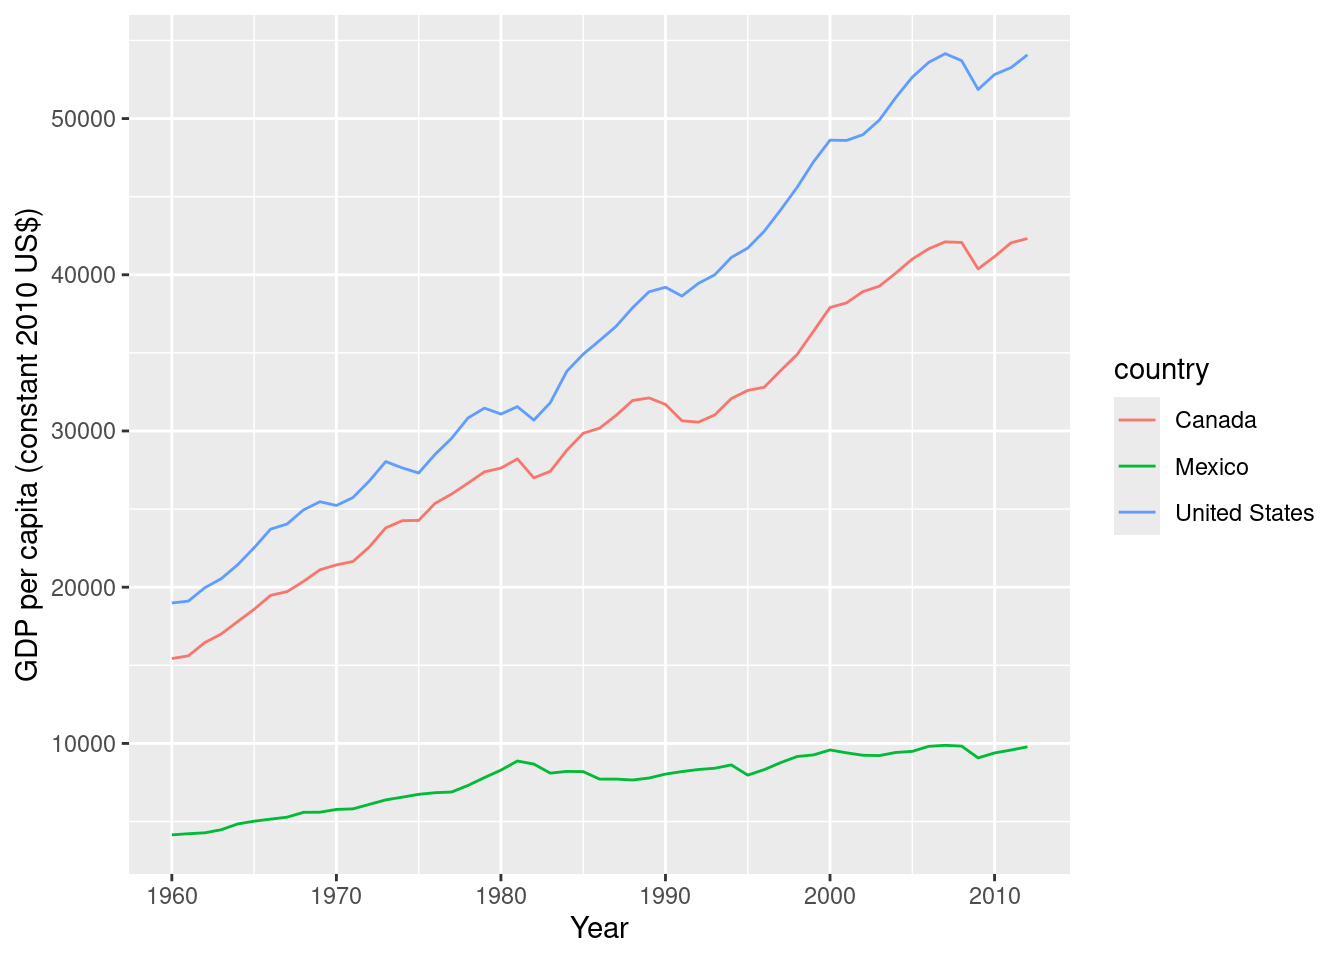 GDP per capita (constant 2010 US$)
50000
40000
30000
20000
10000
1960 1970 1980 1990 2000 2010
Year
country
Canada
Mexico
United States